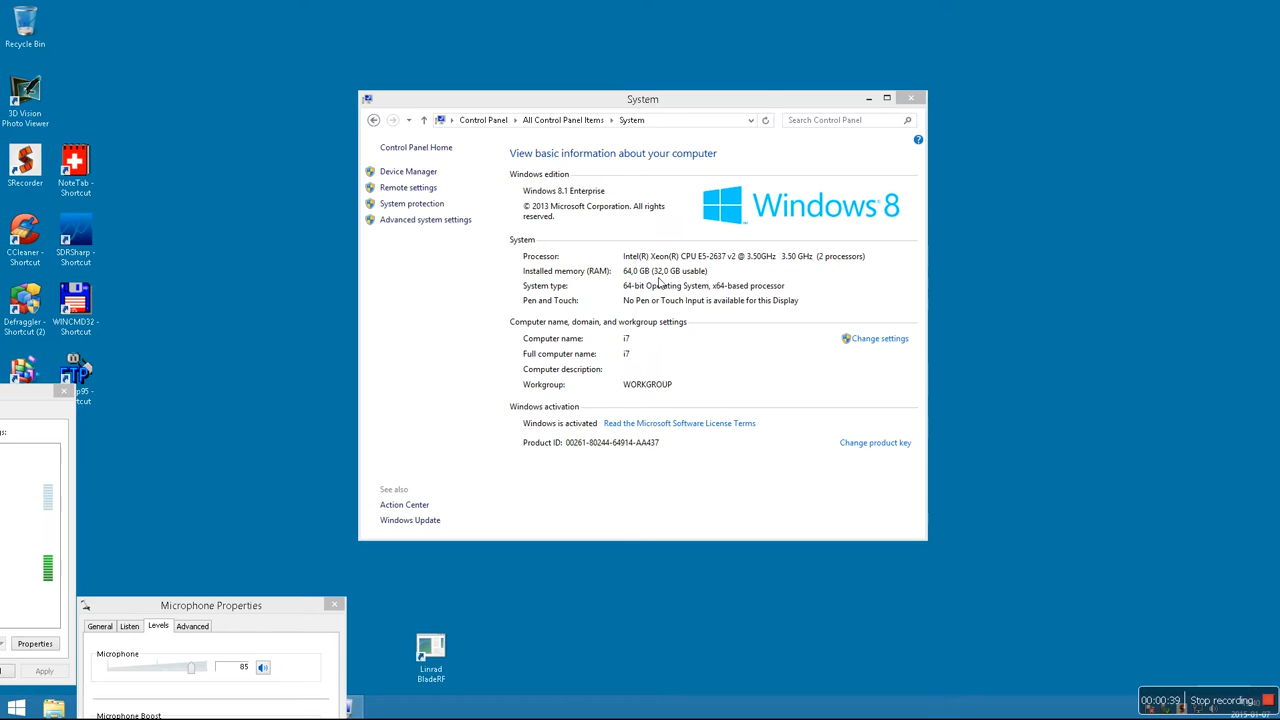 Recycle Bin
3D Vision
Photo Viewer
SRecorder
NoteTab -
Shortcut
CCleaner -
Shortcut
SDRSharp -
Shortcut
Defraggler -
Shortcut (2)
WINCMD32 -
Shortcut
p95 -
Shortcut
System
Control Panel
All Control Panel Items
System
Search Control Panel
Control Panel Home
Device Manager
Remote settings
System protection
Advanced system settings
View basic information about your computer
Windows edition
Windows 8.1 Enterprise
© 2013 Microsoft Corporation. All rights
reserved.
Windows 8
System
Processor: Intel(R) Xeon(R) CPU E5-2637 v2 @ 3.50GHz 3.50 GHz (2 processors)
Installed memory (RAM): 64,0 GB (32,0 GB usable)
System type: 64-bit Operating System, x64-based processor
Pen and Touch: No Pen or Touch Input is available for this Display
Computer name, domain, and workgroup settings
Computer name: i7
Change settings
Full computer name: i7
Computer description:
Workgroup: WORKGROUP
Windows activation
Windows is activated Read the Microsoft Software License Terms
Product ID: 00261-80244-64914-AA437
Change product key
See also
Action Center
Windows Update
Properties
Apply
Microphone Properties
General
Listen
Levels
Advanced
Microphone
85
Microphone Boost
Linrad
BladeRF
00:00:39
Stop recording
2015-01-07